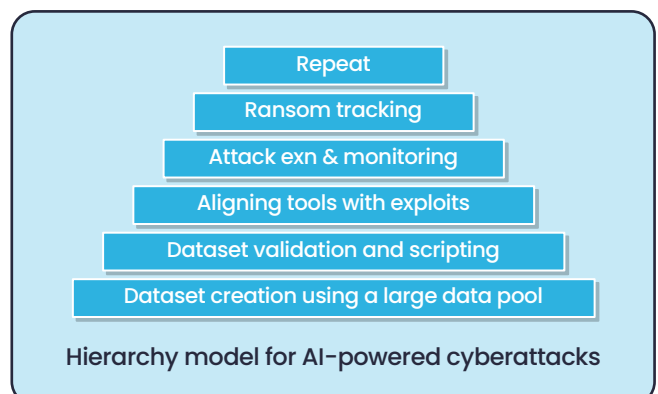 Repeat
Ransom tracking
Attack exn & monitoring
Aligning tools with exploits
Dataset validation and scripting
Dataset creation using a large data pool
Hierarchy model for AI-powered cyberattacks